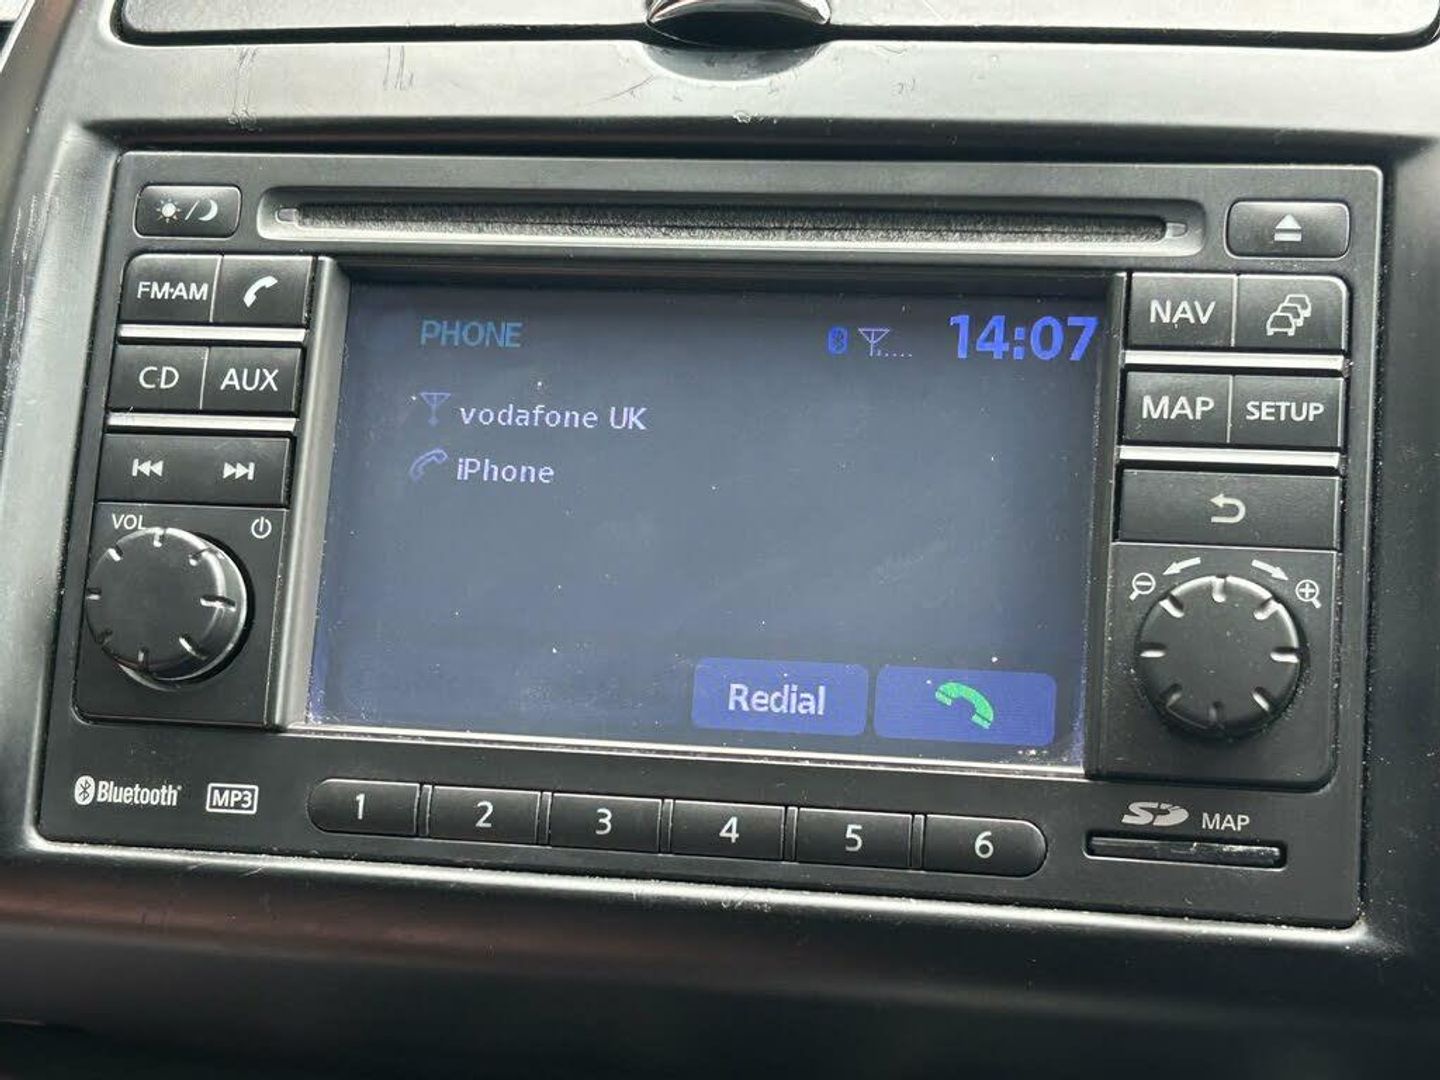 FM·AM
CD AUX
VOL
PHONE
14:07
vodafone UK
iPhone
Redial
NAV
MAP SETUP
Bluetooth®
MP3
1 2 3 4 5 6
SD MAP